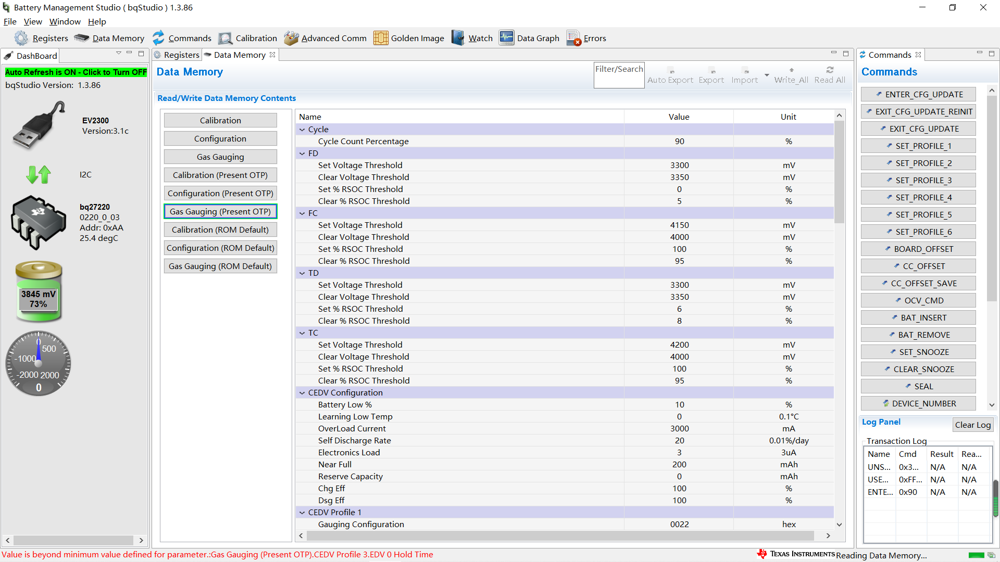 Battery Management Studio ( bqStudio ) 1.3.86
File View Window Help
Registers Data Memory Commands Calibration Advanced Comm Golden Image Watch Data Graph Errors
DashBoard
Auto Refresh is ON - Click to Turn OFF
bqStudio Version: 1.3.86
EV2300
Version:3.1c
I2C
bq27220
0220_0_03
Addr: 0xAA
25.4 degC
3845 mV
73%
0
500
-1000
-2000 2000
0
Registers Data Memory
Data Memory
Filter/Search
Auto Export Export Import Write_All Read All
Read/Write Data Memory Contents
Calibration
Configuration
Gas Gauging
Calibration (Present OTP)
Configuration (Present OTP)
Gas Gauging (Present OTP)
Calibration (ROM Default)
Configuration (ROM Default)
Gas Gauging (ROM Default)
Name Value Unit
Cycle
Cycle Count Percentage 90 %
FD
Set Voltage Threshold 3300 mV
Clear Voltage Threshold 3350 mV
Set % RSOC Threshold 0 %
Clear % RSOC Threshold 5 %
FC
Set Voltage Threshold 4150 mV
Clear Voltage Threshold 4000 mV
Set % RSOC Threshold 100 %
Clear % RSOC Threshold 95 %
TD
Set Voltage Threshold 3300 mV
Clear Voltage Threshold 3350 mV
Set % RSOC Threshold 6 %
Clear % RSOC Threshold 8 %
TC
Set Voltage Threshold 4200 mV
Clear Voltage Threshold 4000 mV
Set % RSOC Threshold 100 %
Clear % RSOC Threshold 95 %
CEDV Configuration
Battery Low % 10 %
Learning Low Temp 0 0.1°C
OverLoad Current 3000 mA
Self Discharge Rate 20 0.01%/day
Electronics Load 3 3uA
Near Full 200 mAh
Reserve Capacity 0 mAh
Chg Eff 100 %
Dsg Eff 100 %
CEDV Profile 1
Gauging Configuration 0022 hex
Commands
Commands
ENTER_CFG_UPDATE
EXIT_CFG_UPDATE_REINIT
EXIT_CFG_UPDATE
SET_PROFILE_1
SET_PROFILE_2
SET_PROFILE_3
SET_PROFILE_4
SET_PROFILE_5
SET_PROFILE_6
BOARD_OFFSET
CC_OFFSET
CC_OFFSET_SAVE
OCV_CMD
BAT_INSERT
BAT_REMOVE
SET_SNOOZE
CLEAR_SNOOZE
SEAL
DEVICE_NUMBER
Log Panel
Clear Log
Transaction Log
Name Cmd Result Rea...
UNS... 0x3... N/A N/A
USE... 0xFF... N/A N/A
ENTE... 0x90 N/A N/A
Value is beyond minimum value defined for parameter.:Gas Gauging (Present OTP).CEDV Profile 3.EDV 0 Hold Time
TEXAS INSTRUMENTS
Reading Data Memory...